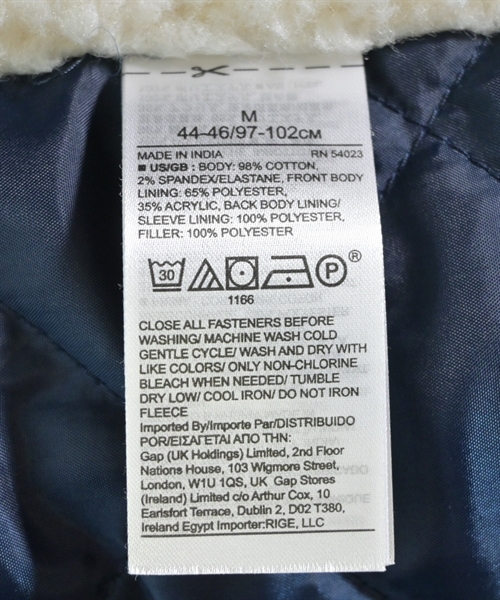 M
44-46/97-102CM
MADE IN INDIA RN 54023
■ US/GB : BODY: 98% COTTON,
2% SPANDEX/ELASTANE, FRONT BODY
LINING: 65% POLYESTER,
35% ACRYLIC, BACK BODY LINING/
SLEEVE LINING: 100% POLYESTER,
FILLER: 100% POLYESTER
30 P ®
1166
CLOSE ALL FASTENERS BEFORE
WASHING/ MACHINE WASH COLD
GENTLE CYCLE/ WASH AND DRY WITH
LIKE COLORS/ ONLY NON-CHLORINE
BLEACH WHEN NEEDED/ TUMBLE
DRY LOW/ COOL IRON/ DO NOT IRON
FLEECE
Imported By/Importe Par/DISTRIBUIDO
POR/ΕΙΣΑΓΕΤΑΙ ΑΠΟ ΤΗΝ:
Gap (UK Holdings) Limited, 2nd Floor
Nations House, 103 Wigmore Street,
London, W1U 1QS, UK Gap Stores
(Ireland) Limited c/o Arthur Cox, 10
Earlsfort Terrace, Dublin 2, D02 T380,
Ireland Egypt Importer:RIGE, LLC